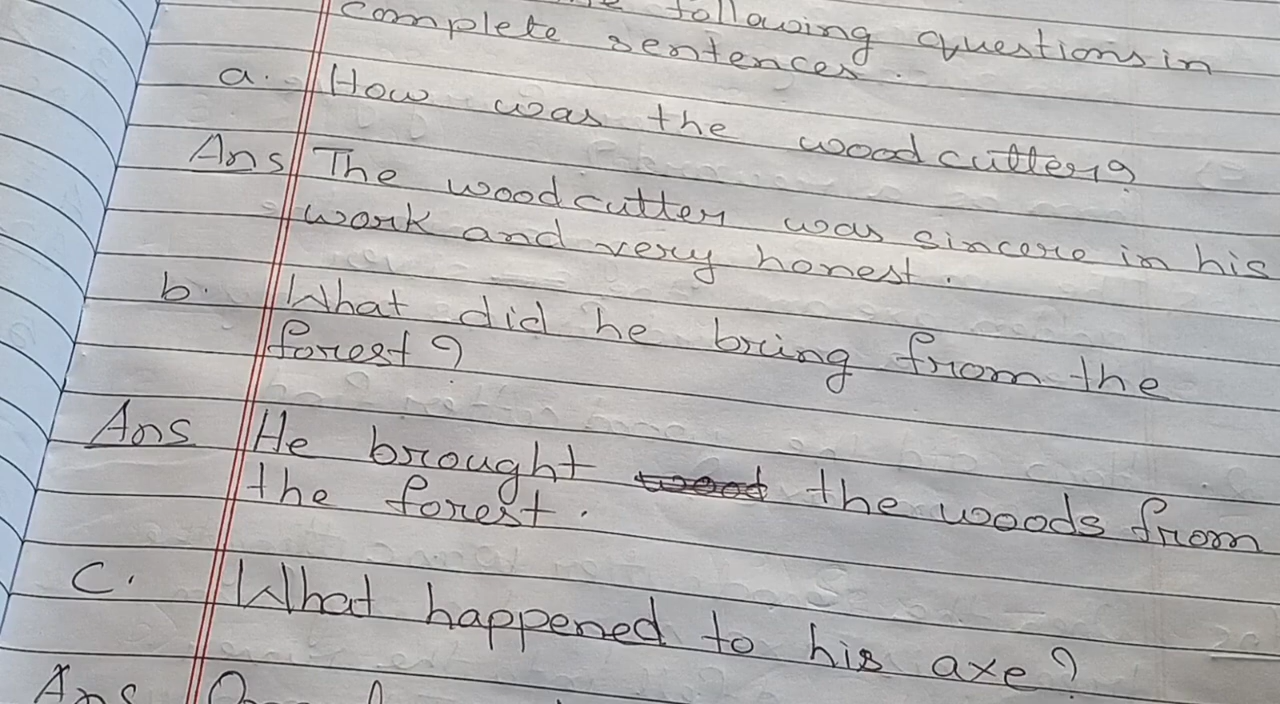 following questions in
complete sentences.
a. How was the woodcutter?
Ans The woodcutter was sincere in his
work and very honest.
b. What did he bring from the
forest?
Ans He brought the woods from
the forest.
c. What happened to his axe?
Ans